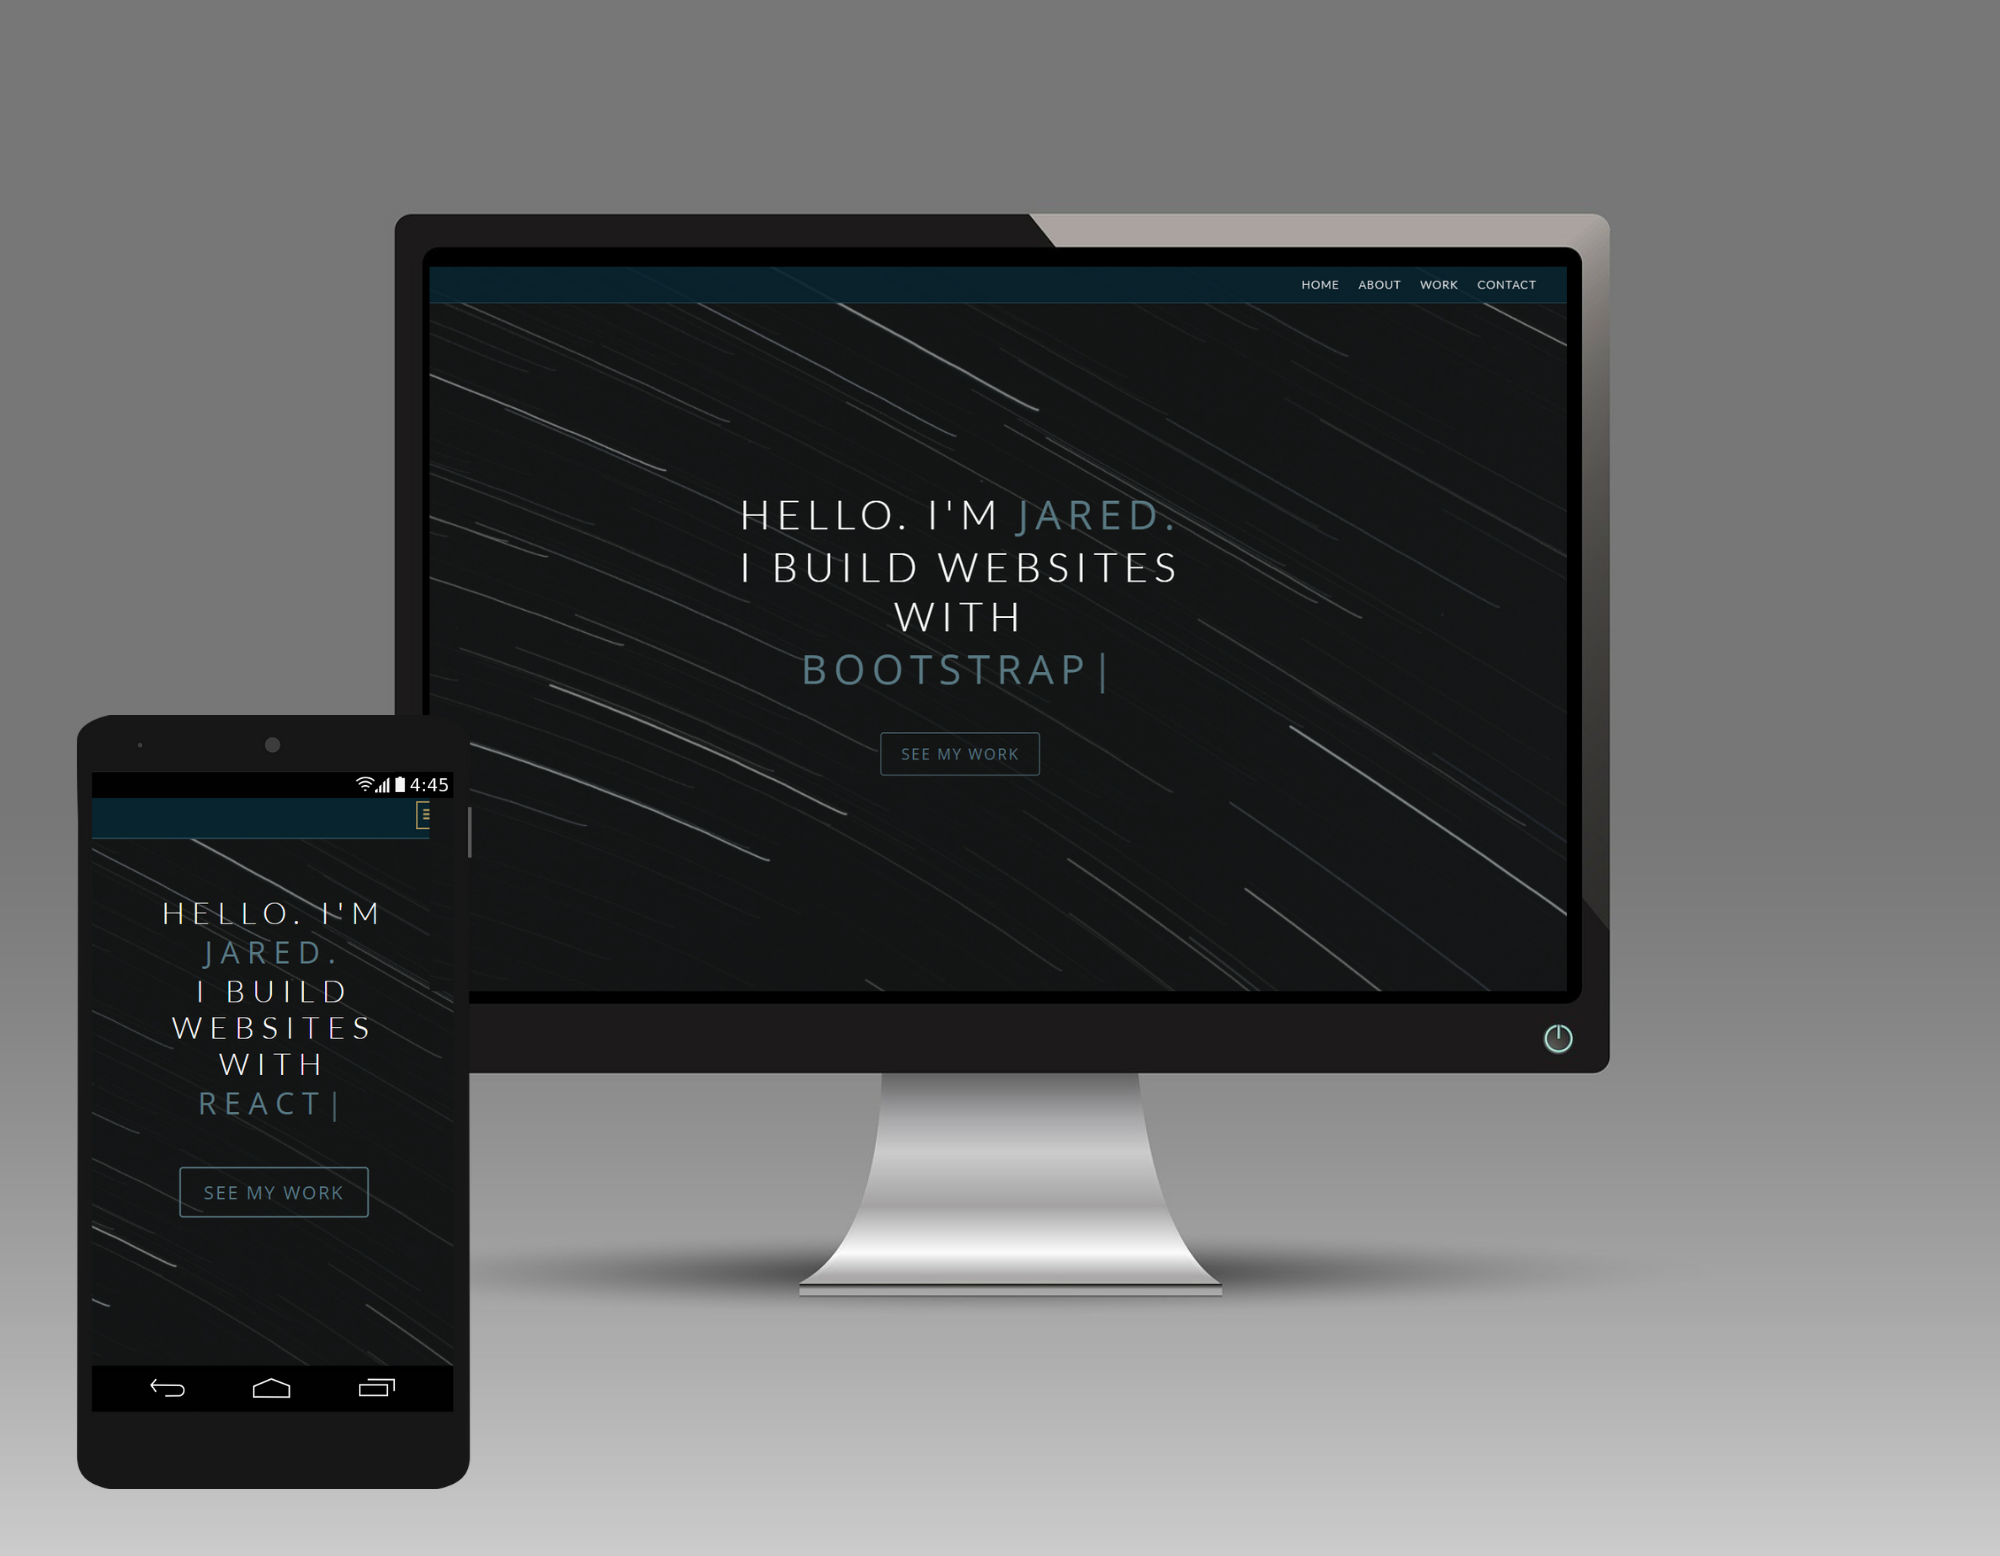 HOME ABOUT WORK CONTACT
HELLO. I'M JARED.
I BUILD WEBSITES
WITH
BOOTSTRAP|
SEE MY WORK
4:45
HELLO. I'M
JARED.
I BUILD
WEBSITES
WITH
REACT|
SEE MY WORK